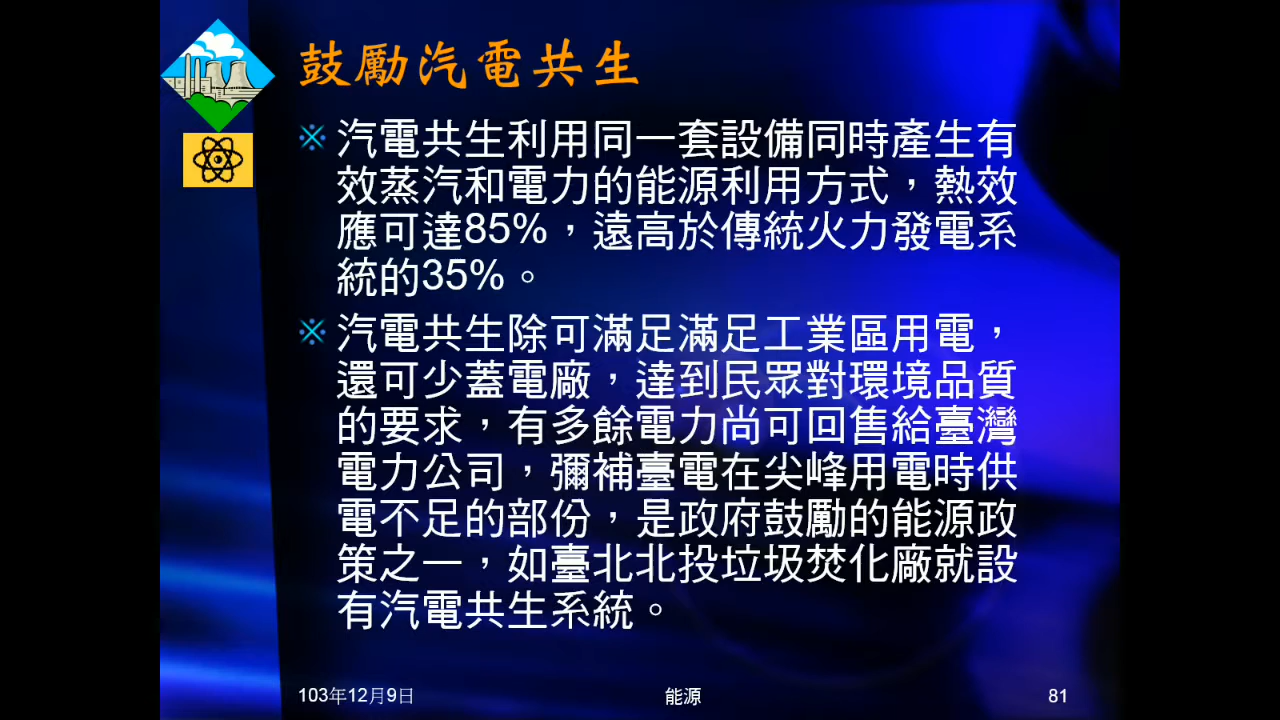 鼓勵汽電共生
※汽電共生利用同一套設備同時產生有
效蒸汽和電力的能源利用方式，熱效
應可達85%，遠高於傳統火力發電系
統的35%。
※汽電共生除可滿足滿足工業區用電，
還可少蓋電廠，達到民眾對環境品質
的要求，有多餘電力尚可回售給臺灣
電力公司，彌補臺電在尖峰用電時供
電不足的部份，是政府鼓勵的能源政
策之一，如臺北北投垃圾焚化廠就設
有汽電共生系統。
103年12月9日
能源
81